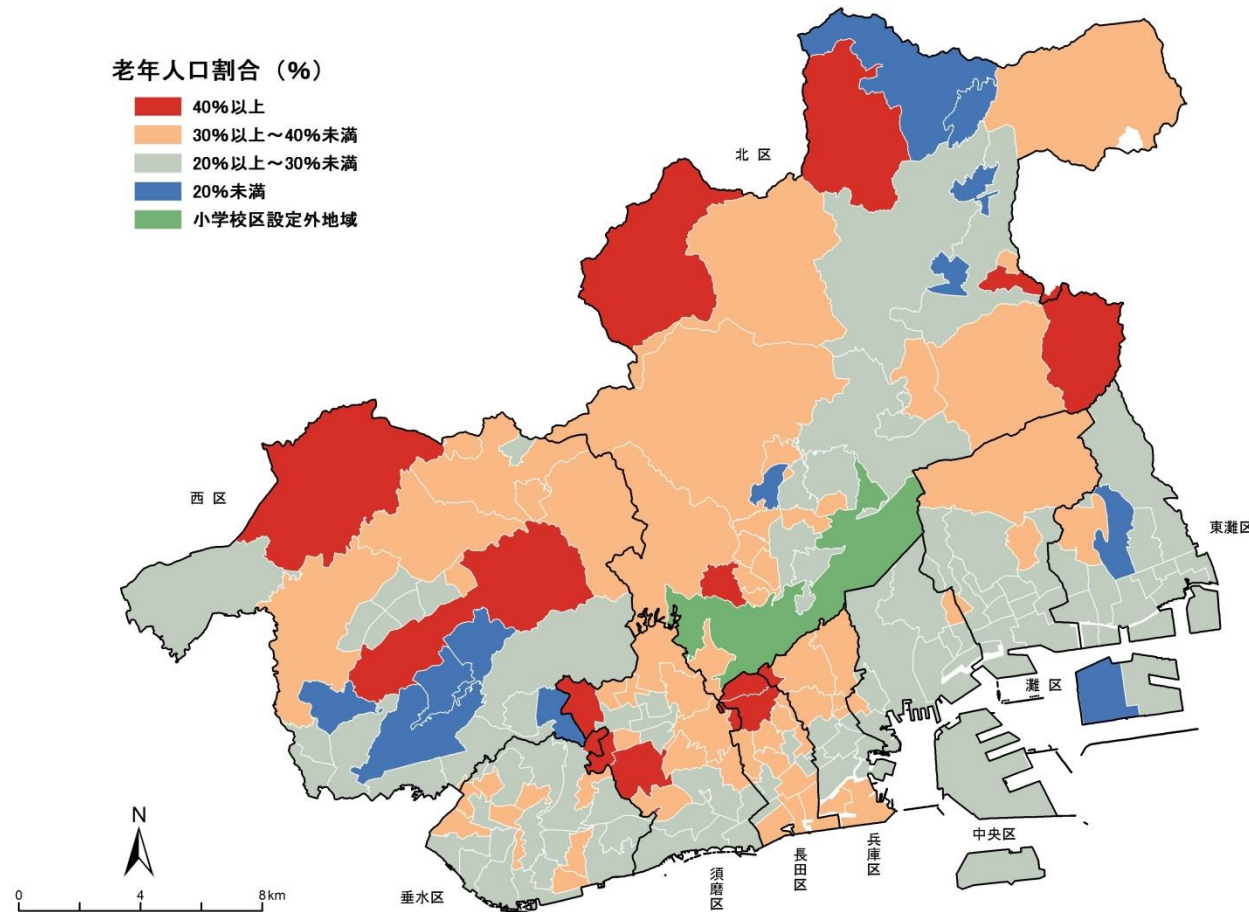 老年人口割合（%）
40%以上
30%以上～40%未満
20%以上～30%未満
20%未満
小学校区設定外地域
北区
西区
東灘区
灘区
中央区
兵庫区
長田区
須磨区
垂水区
N
0 4 8km